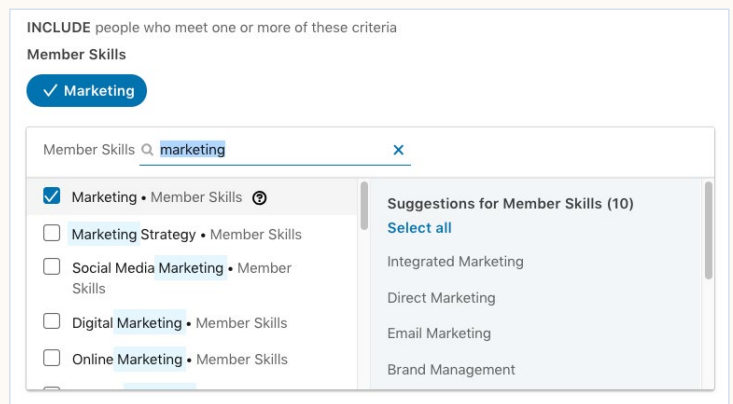 INCLUDE people who meet one or more of these criteria
Member Skills
Marketing
Member Skills marketing
Marketing • Member Skills
Marketing Strategy • Member Skills
Social Media Marketing • Member
Skills
Digital Marketing • Member Skills
Online Marketing • Member Skills
Suggestions for Member Skills (10)
Select all
Integrated Marketing
Direct Marketing
Email Marketing
Brand Management